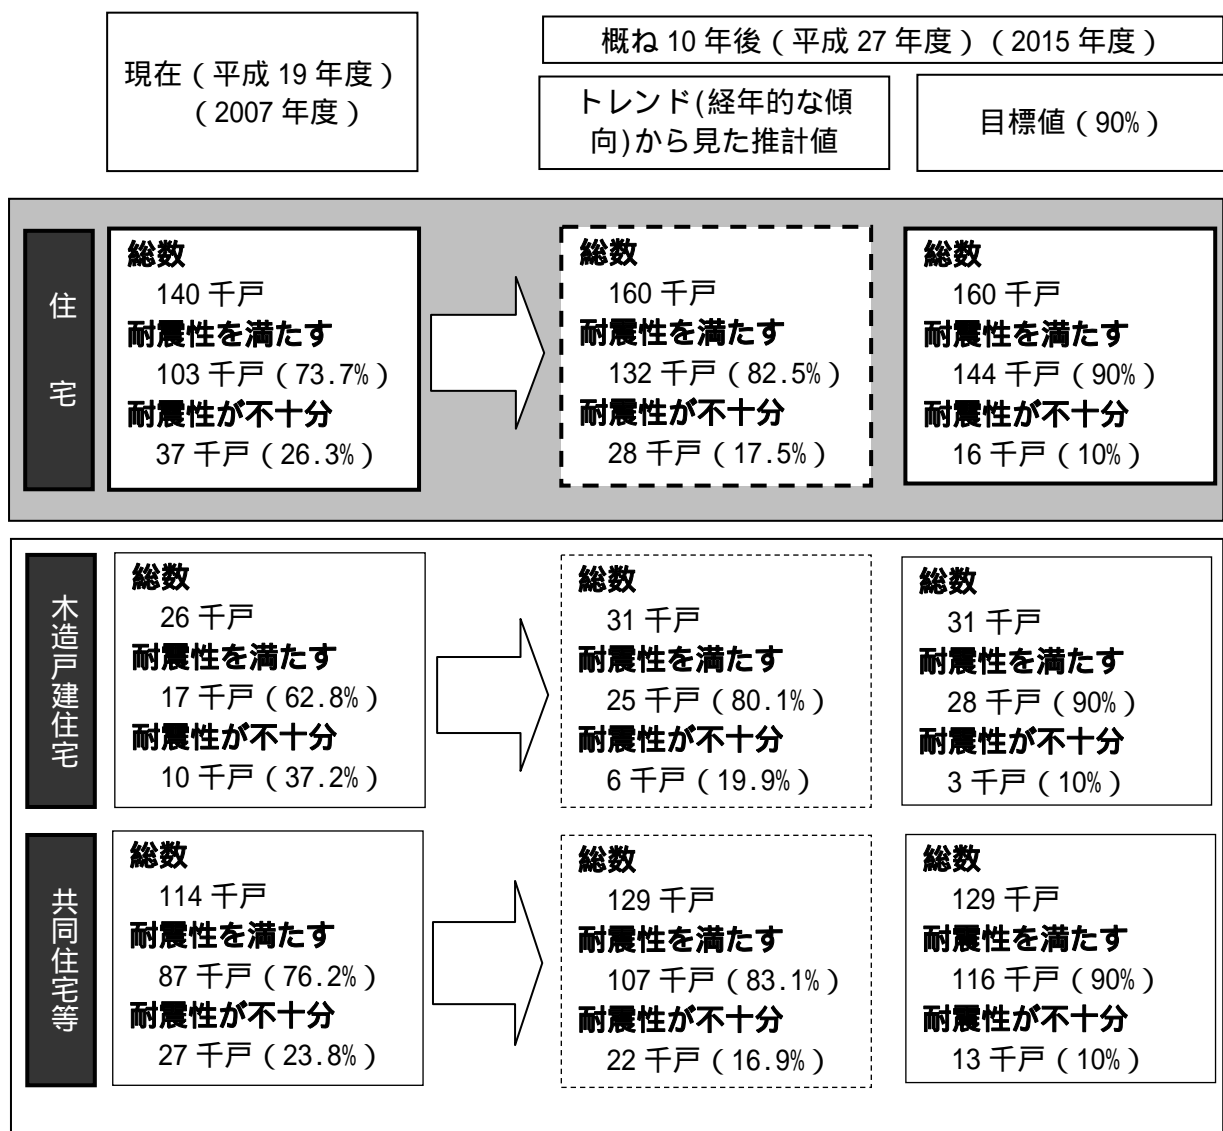 現在（平成 19 年度）
（2007 年度）
概ね 10 年後（平成 27 年度）（2015 年度）
トレンド(経年的な傾
向)から見た推計値
目標値（90%）
住宅
総数
140 千戸
耐震性を満たす
103 千戸（73.7%）
耐震性が不十分
37 千戸（26.3%）
総数
160 千戸
耐震性を満たす
132 千戸（82.5%）
耐震性が不十分
28 千戸（17.5%）
総数
160 千戸
耐震性を満たす
144 千戸（90%）
耐震性が不十分
16 千戸（10%）
木造戸建住宅
総数
26 千戸
耐震性を満たす
17 千戸（62.8%）
耐震性が不十分
10 千戸（37.2%）
総数
31 千戸
耐震性を満たす
25 千戸（80.1%）
耐震性が不十分
6 千戸（19.9%）
総数
31 千戸
耐震性を満たす
28 千戸（90%）
耐震性が不十分
3 千戸（10%）
共同住宅等
総数
114 千戸
耐震性を満たす
87 千戸（76.2%）
耐震性が不十分
27 千戸（23.8%）
総数
129 千戸
耐震性を満たす
107 千戸（83.1%）
耐震性が不十分
22 千戸（16.9%）
総数
129 千戸
耐震性を満たす
116 千戸（90%）
耐震性が不十分
13 千戸（10%）